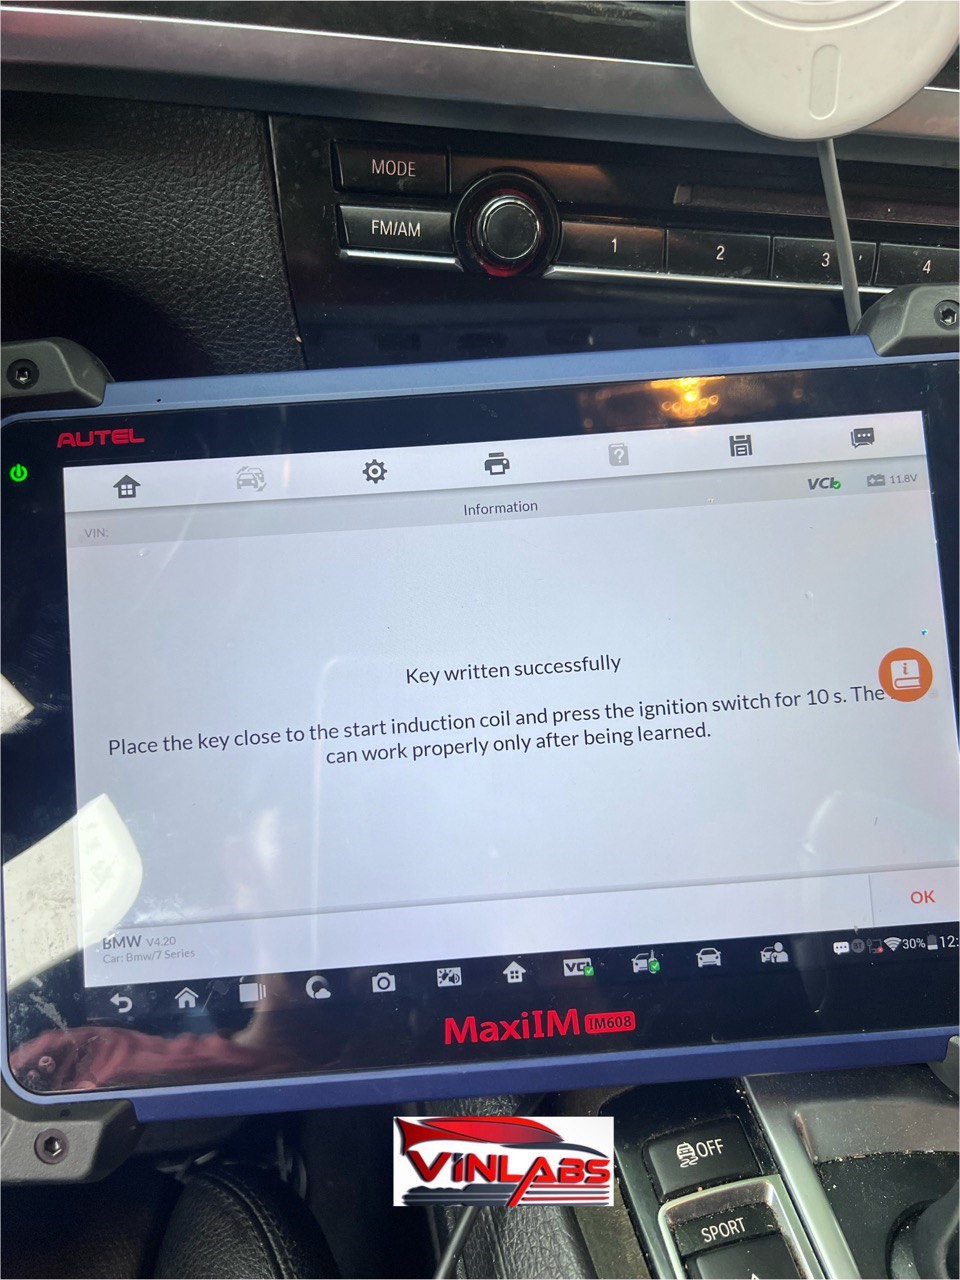 MODE
FM/AM
1
2
3
4
AUTEL
VCI
11.8V
Information
VIN:
Key written successfully
Place the key close to the start induction coil and press the ignition switch for 10 s. The
can work properly only after being learned.
OK
BMW V4.20
Car: Bmw/7 Series
VCI
BT
30%
12:
MaxiIM IM608
VINLABS
OFF
SPORT